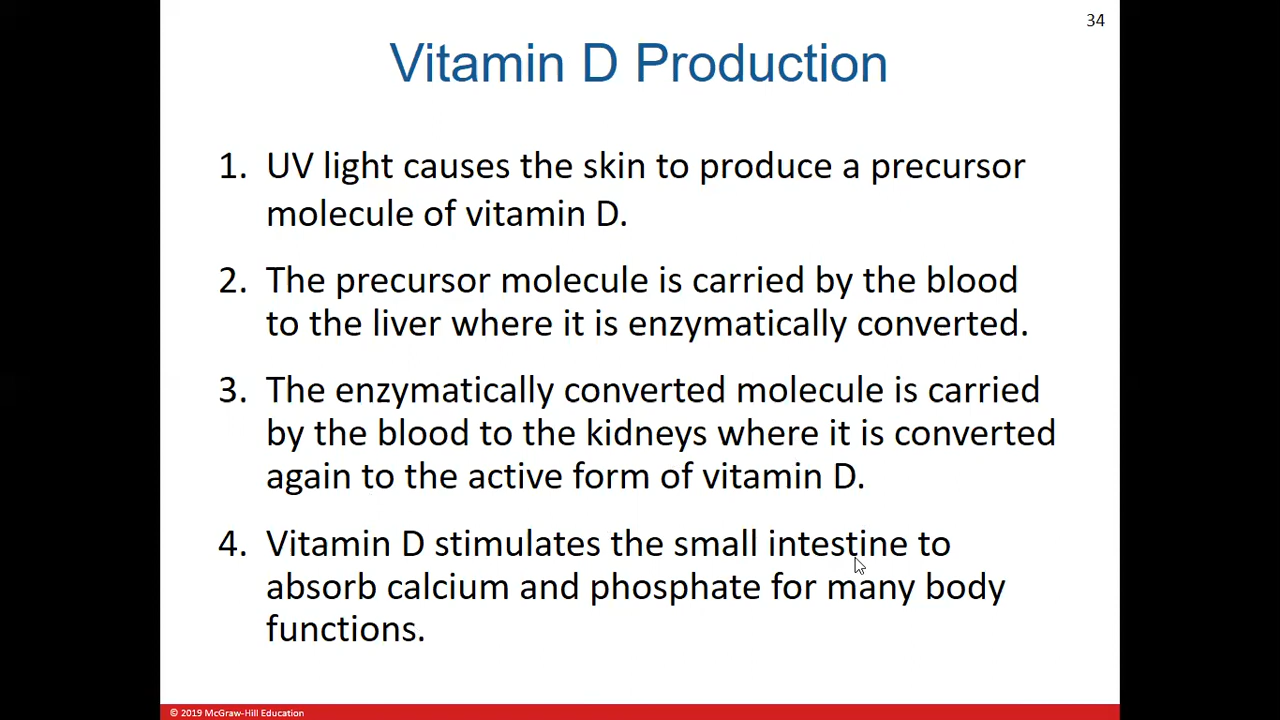 34
Vitamin D Production
1. UV light causes the skin to produce a precursor
molecule of vitamin D.
2. The precursor molecule is carried by the blood
to the liver where it is enzymatically converted.
3. The enzymatically converted molecule is carried
by the blood to the kidneys where it is converted
again to the active form of vitamin D.
4. Vitamin D stimulates the small intestine to
absorb calcium and phosphate for many body
functions.
© 2019 McGraw-Hill Education